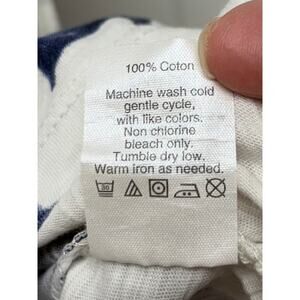 100% Coton
Machine wash cold
gentle cycle,
with like colors.
Non chlorine
bleach only.
Tumble dry low.
Warm iron as needed.
30